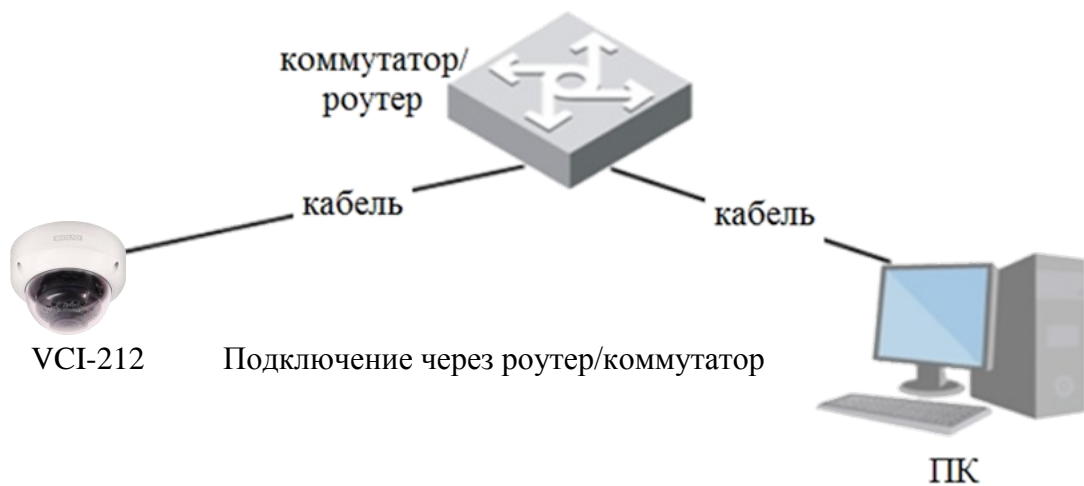 коммутатор/
роутер
кабель
кабель
VCI-212
Подключение через роутер/коммутатор
ПК